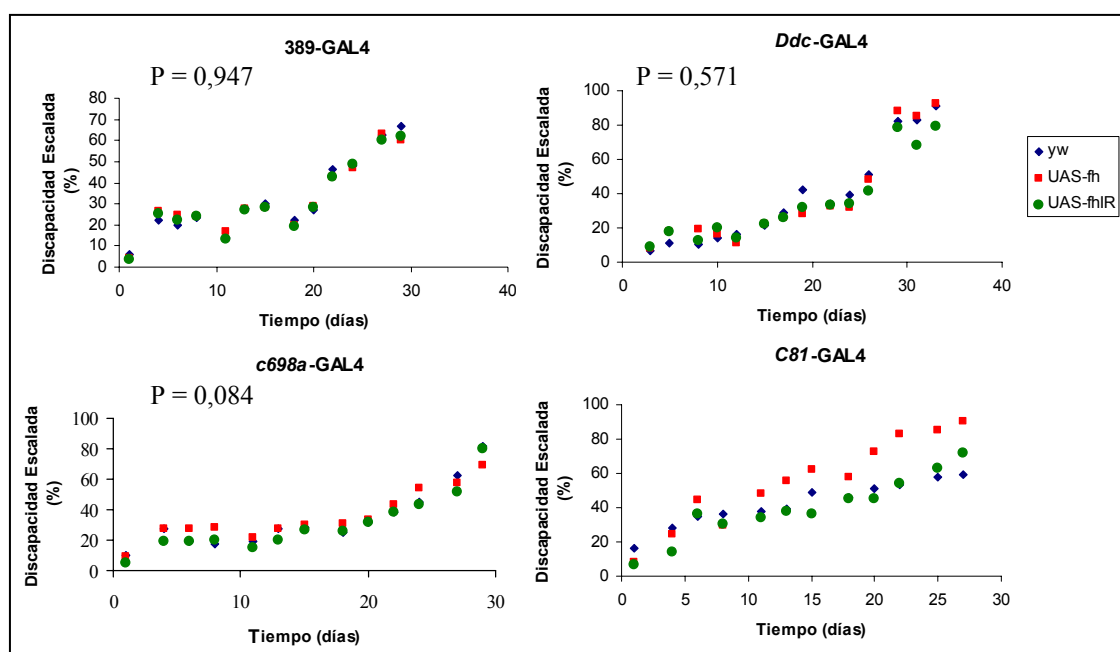 389-GAL4
P = 0,947
Discapacidad Escalada
(%)
80
70
60
50
40
30
20
10
0
0 10 20 30 40
Tiempo (días)
Ddc-GAL4
P = 0,571
Discapacidad Escalada
(%)
100
80
60
40
20
0
0 10 20 30 40
Tiempo (días)
yw
UAS-fh
UAS-fhIR
c698a-GAL4
P = 0,084
Discapacidad Escalada
(%)
100
80
60
40
20
0
0 10 20 30
Tiempo (días)
C81-GAL4
Discapacidad Escalada
(%)
100
80
60
40
20
0
0 5 10 15 20 25 30
Tiempo (días)